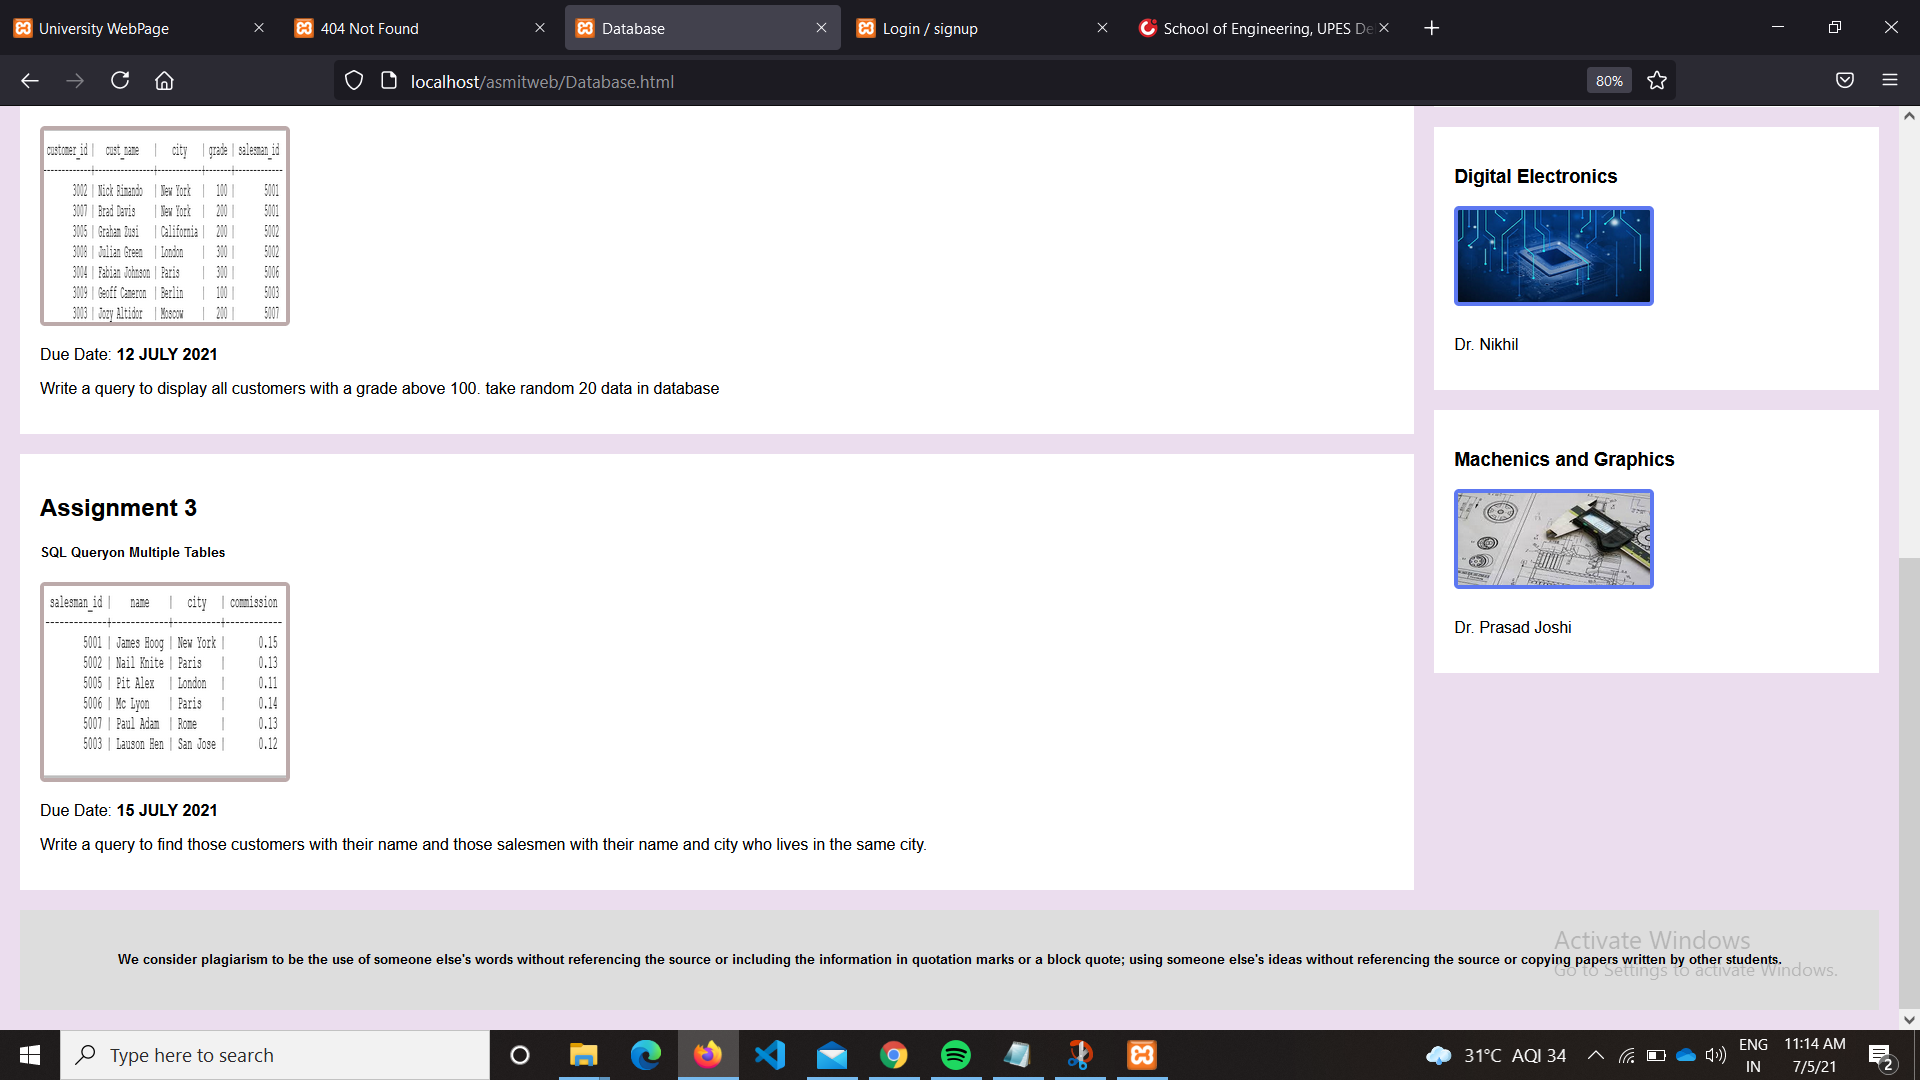 University WebPage
404 Not Found
Database
Login / signup
School of Engineering, UPES De
localhost/asmitweb/Database.html
80%
customer_id | cust_name | city | grade | salesman_id
3002 | Nick Rimando | New York | 100 | 5001
3007 | Brad Davis | New York | 200 | 5001
3005 | Graham Zusi | California | 200 | 5002
3008 | Julian Green | London | 300 | 5002
3004 | Fabian Johnson | Paris | 300 | 5006
3009 | Geoff Cameron | Berlin | 100 | 5003
3003 | Jozy Altidor | Moscow | 200 | 5007
Due Date: 12 JULY 2021
Write a query to display all customers with a grade above 100. take random 20 data in database
Assignment 3
SQL Queryon Multiple Tables
salesman_id | name | city | commission
5001 | James Hoog | New York | 0.15
5002 | Nail Knite | Paris | 0.13
5005 | Pit Alex | London | 0.11
5006 | Mc Lyon | Paris | 0.14
5007 | Paul Adam | Rome | 0.13
5003 | Lauson Hen | San Jose | 0.12
Due Date: 15 JULY 2021
Write a query to find those customers with their name and those salesmen with their name and city who lives in the same city.
Digital Electronics
Dr. Nikhil
Machenics and Graphics
Dr. Prasad Joshi
We consider plagiarism to be the use of someone else's words without referencing the source or including the information in quotation marks or a block quote; using someone else's ideas without referencing the source or copying papers written by other students.
Activate Windows
Go to Settings to activate Windows.
Type here to search
31°C AQI 34
ENG
IN
11:14 AM
7/5/21
2